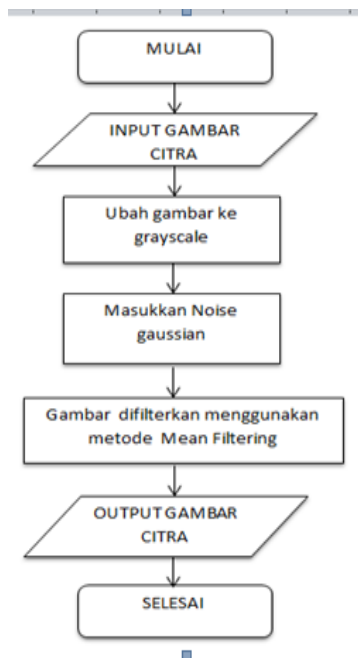 MULAI
INPUT GAMBAR
CITRA
Ubah gambar ke
grayscale
Masukkan Noise
gaussian
Gambar difilterkan menggunakan
metode Mean Filtering
OUTPUT GAMBAR
CITRA
SELESAI